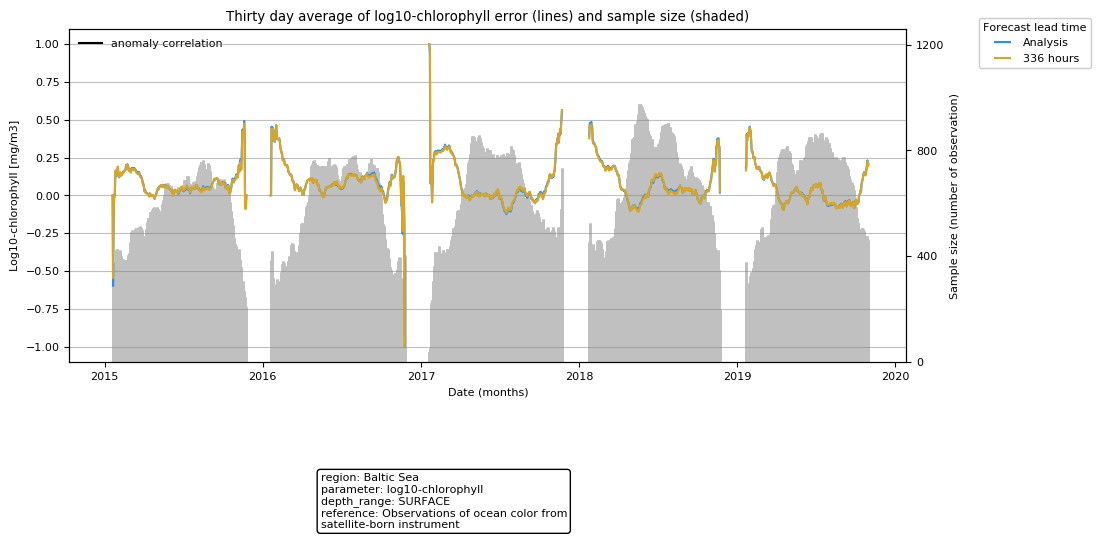 Thirty day average of log10-chlorophyll error (lines) and sample size (shaded)
Forecast lead time
Analysis
336 hours
anomaly correlation
Log10-chlorophyll [mg/m3]
1.00
0.75
0.50
0.25
0.00
−0.25
−0.50
−0.75
−1.00
1200
800
400
0
Sample size (number of observation)
2015
2016
2017
2018
2019
2020
Date (months)
region: Baltic Sea
parameter: log10-chlorophyll
depth_range: SURFACE
reference: Observations of ocean color from
satellite-born instrument